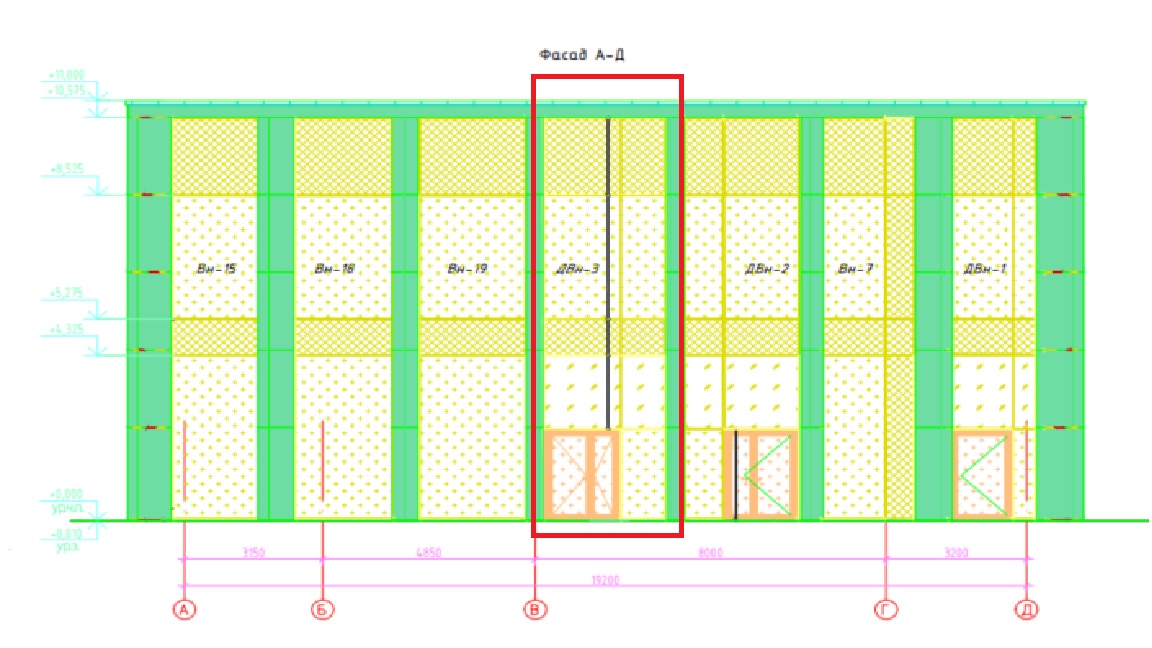 Фасад А-Д
+11,000
+10,575
+8,525
Вн-15
Вн-18
Вн-19
ДВн-3
ДВн-2
Вн-7
ДВн-1
+5,275
+4,325
+0,000
ур.ч.п.
-0,010
ур.з.
3150
4850
8000
3200
19200
А
Б
В
Г
Д